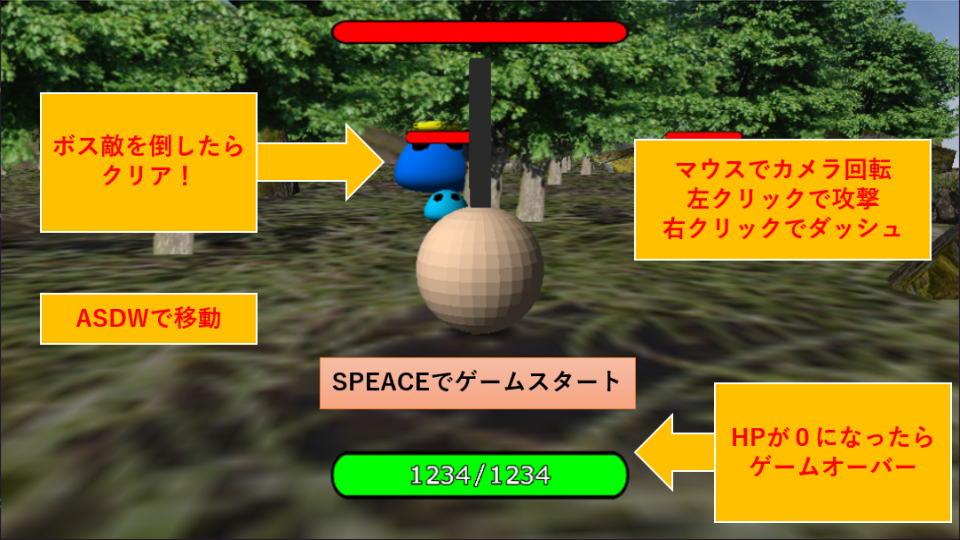 ボス敵を倒したら
クリア！
マウスでカメラ回転
左クリックで攻撃
右クリックでダッシュ
ASDWで移動
SPEACEでゲームスタート
HPが０になったら
ゲームオーバー
1234/1234